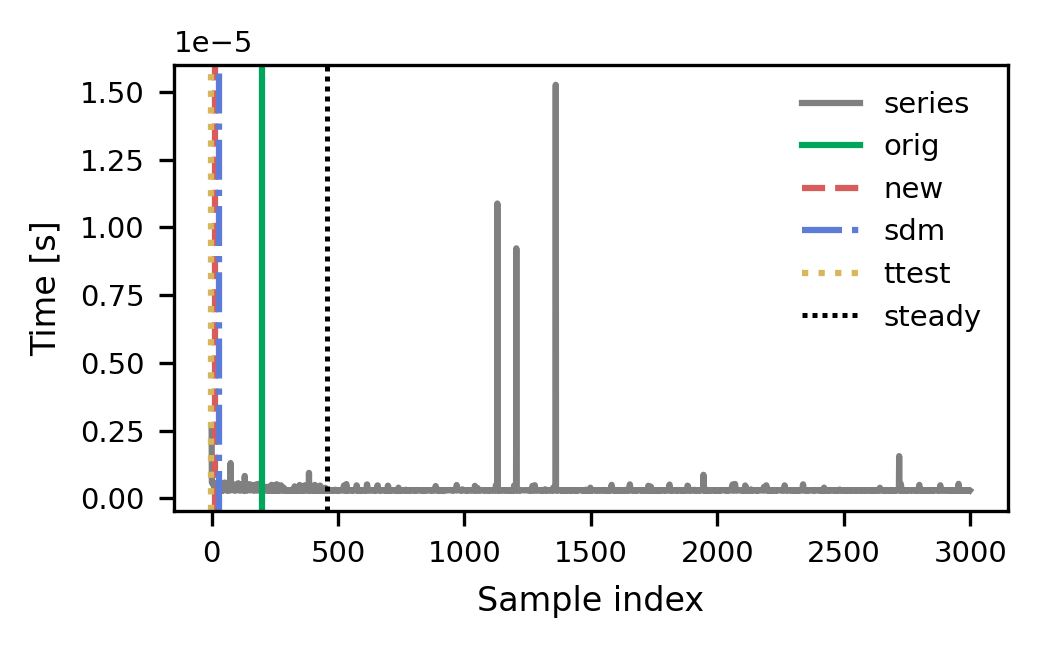 1e−5
1.50
1.25
1.00
0.75
0.50
0.25
0.00
Time [s]
series
orig
new
sdm
ttest
steady
0 500 1000 1500 2000 2500 3000
Sample index